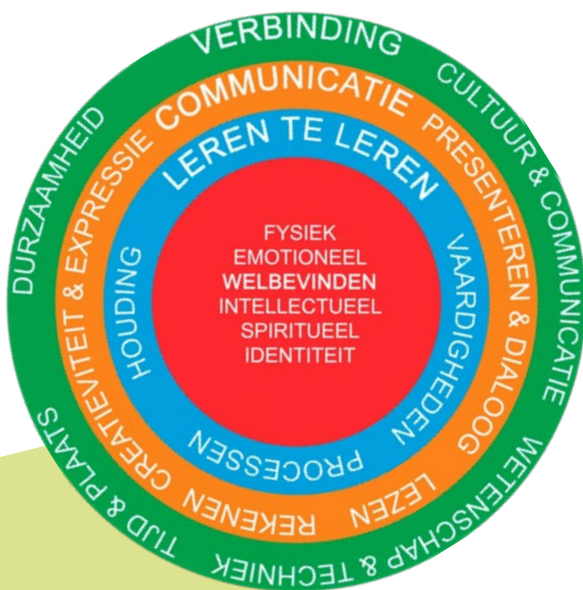 VERBINDING
CULTUUR & COMMUNICATIE
WETENSCHAP & TECHNIEK
TIJD & PLAATS
DURZAAMHEID
COMMUNICATIE
PRESENTEREN & DIALOOG
LEZEN
REKENEN
CREATIEVITEIT & EXPRESSIE
LEREN TE LEREN
VAARDIGHEDEN
PROCESSEN
HOUDING
FYSIEK
EMOTIONEEL
WELBEVINDEN
INTELLECTUEEL
SPIRITUEEL
IDENTITEIT